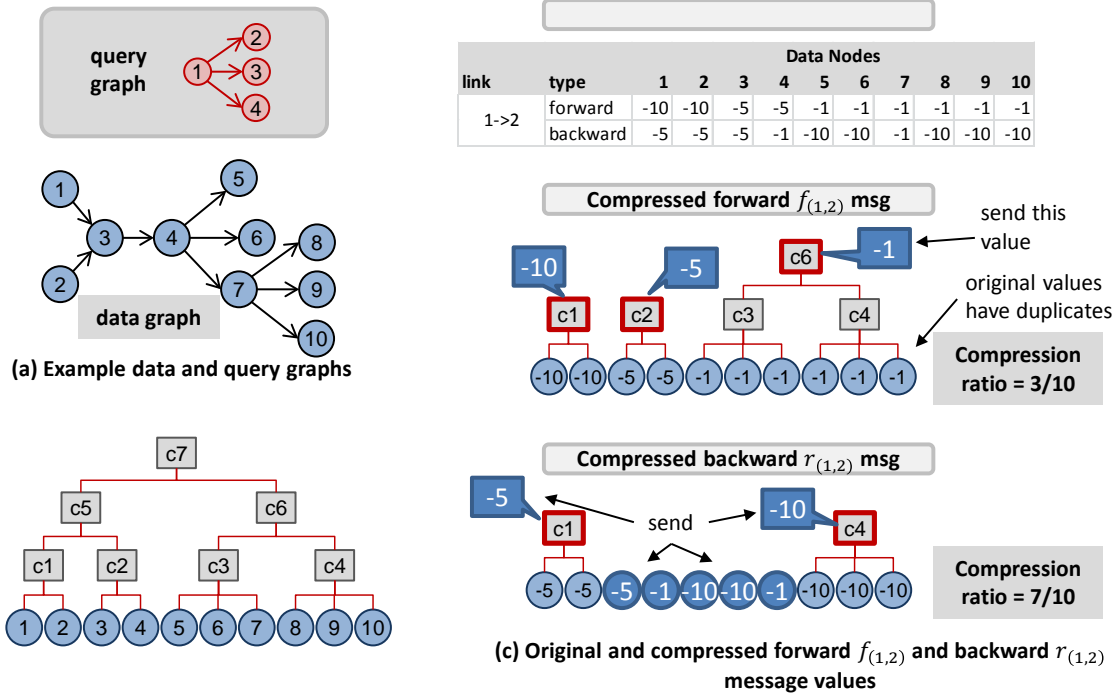 query
graph
1
2
3
4
1
2
3
4
5
6
7
8
9
10
data graph
(a) Example data and query graphs
c7
c5 c6
c1 c2 c3 c4
1 2 3 4 5 6 7 8 9 10
Data Nodes
link type 1 2 3 4 5 6 7 8 9 10
1->2
forward -10 -10 -5 -5 -1 -1 -1 -1 -1 -1
backward -5 -5 -5 -1 -10 -10 -1 -10 -10 -10
Compressed forward f(1,2) msg
send this
value
-10 -5 c6 -1
original values
have duplicates
c1 c2 c3 c4
-10 -10 -5 -5 -1 -1 -1 -1 -1 -1
Compression
ratio = 3/10
Compressed backward r(1,2) msg
-5 send -10
c1 c4
-5 -5 -5 -1 -10 -10 -1 -10 -10 -10
Compression
ratio = 7/10
(c) Original and compressed forward f(1,2) and backward r(1,2)
message values